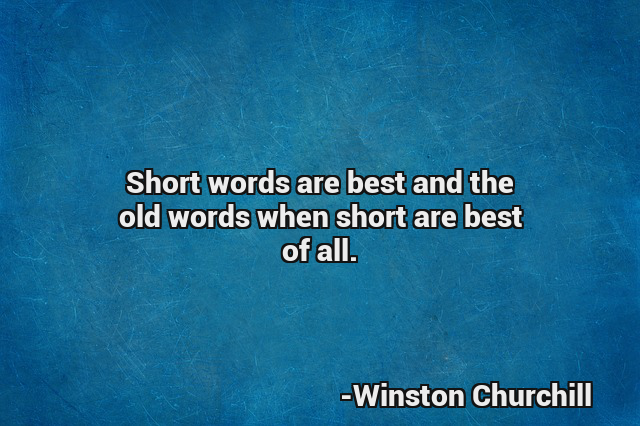 Short words are best and the
old words when short are best
of all.
-Winston Churchill